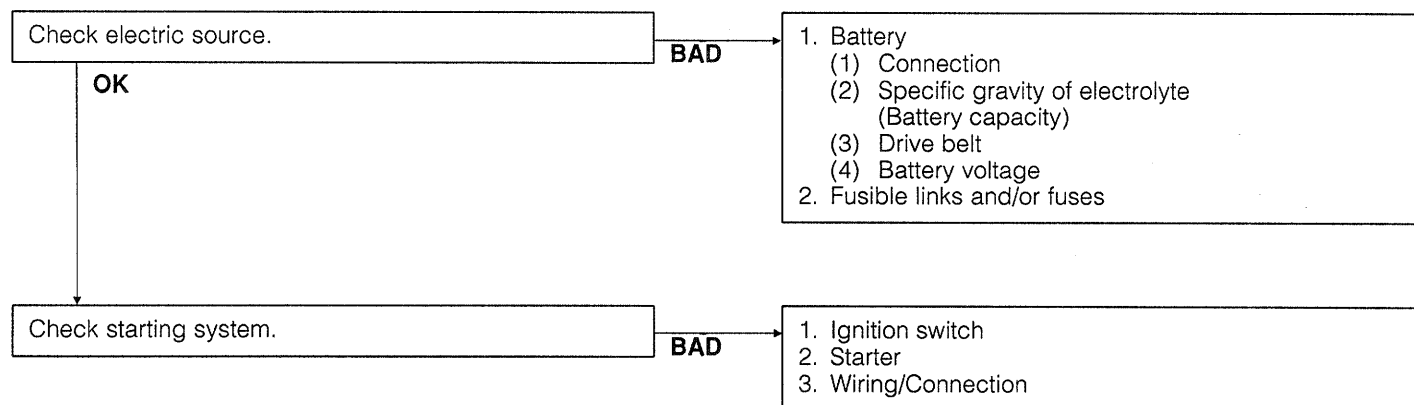 Check electric source.
BAD
OK
1. Battery
(1) Connection
(2) Specific gravity of electrolyte
(Battery capacity)
(3) Drive belt
(4) Battery voltage
2. Fusible links and/or fuses
Check starting system.
BAD
1. Ignition switch
2. Starter
3. Wiring/Connection